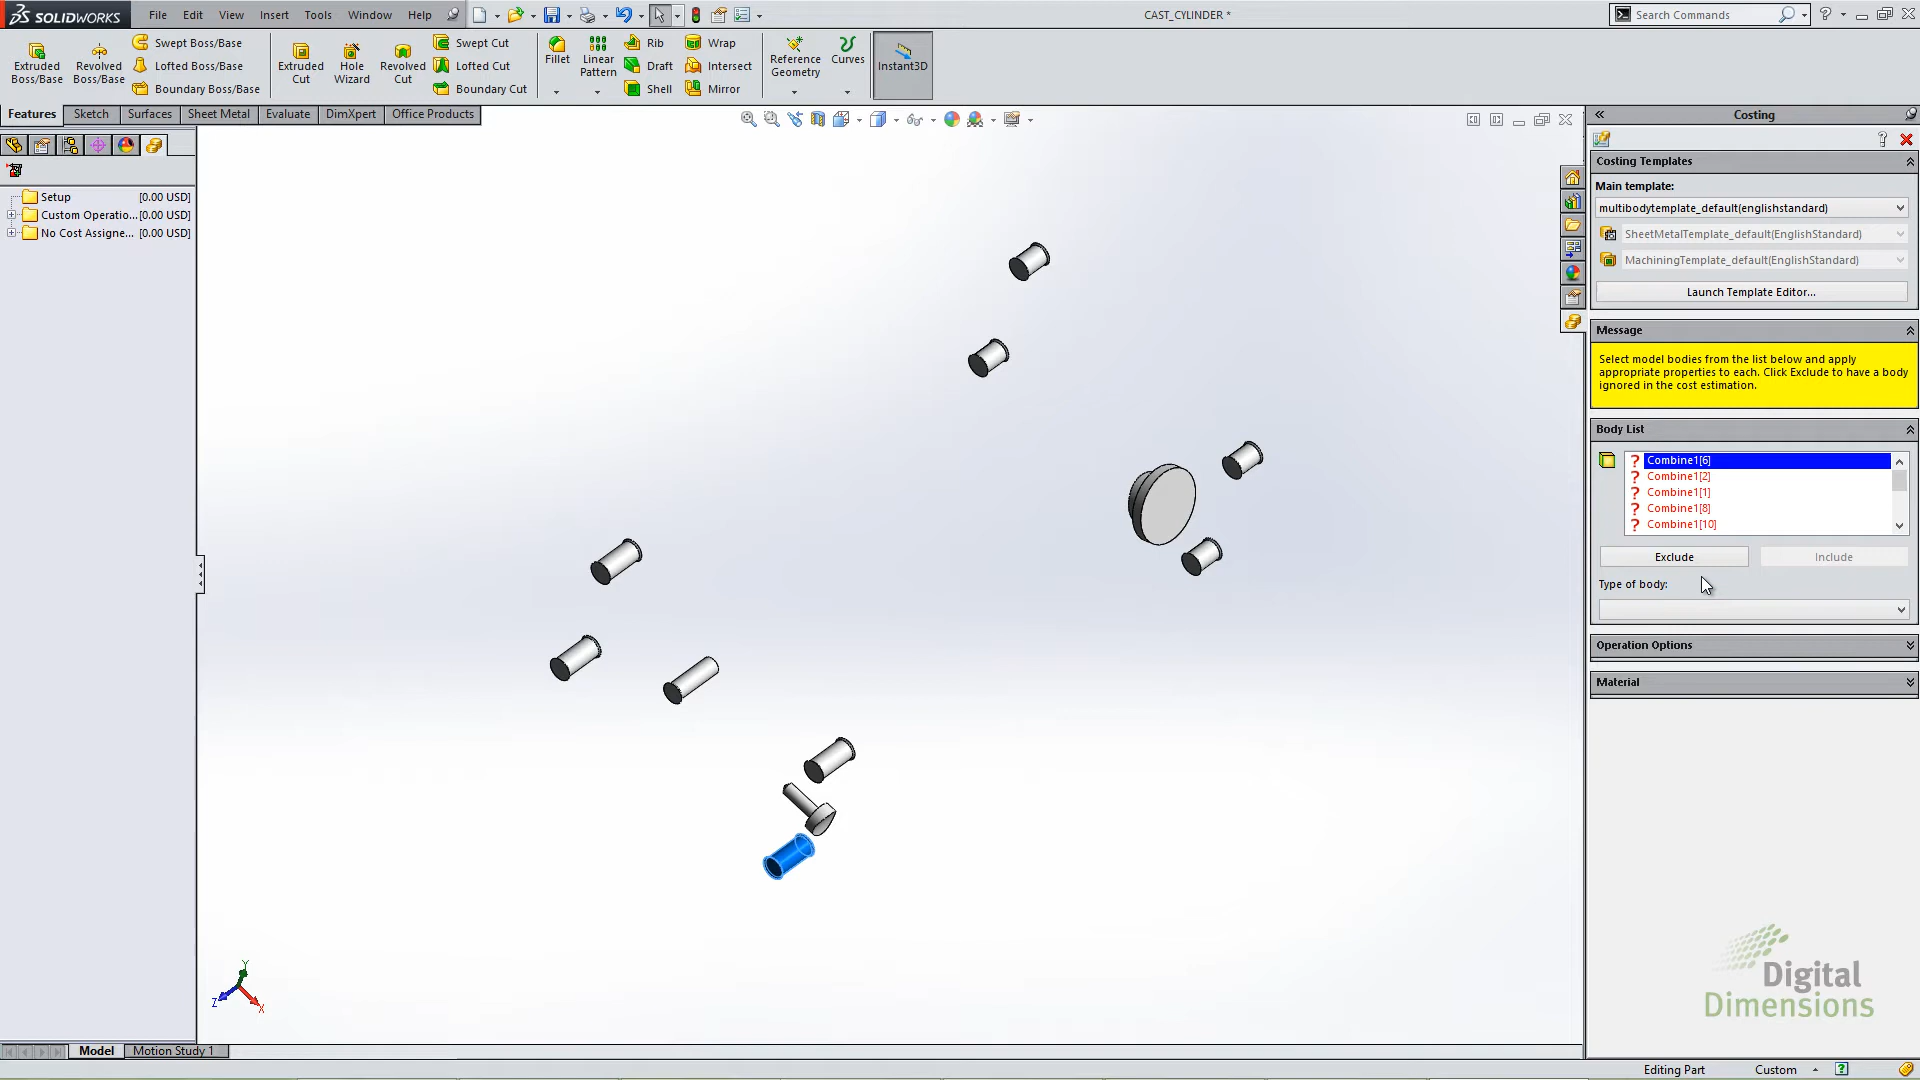 SOLIDWORKS File Edit View Insert Tools Window Help CAST_CYLINDER * Search Commands
Extruded Boss/Base
Revolved Boss/Base
Swept Boss/Base
Lofted Boss/Base
Boundary Boss/Base
Extruded Cut
Hole Wizard
Revolved Cut
Swept Cut
Lofted Cut
Boundary Cut
Fillet
Linear Pattern
Rib
Draft
Shell
Wrap
Intersect
Mirror
Reference Geometry
Curves
Instant3D
Features Sketch Surfaces Sheet Metal Evaluate DimXpert Office Products
Setup [0.00 USD]
Custom Operatio...[0.00 USD]
No Cost Assigne... [0.00 USD]
Costing
Costing Templates
Main template:
multibodytemplate_default(englishstandard)
SheetMetalTemplate_default(EnglishStandard)
MachiningTemplate_default(EnglishStandard)
Launch Template Editor...
Message
Select model bodies from the list below and apply
appropriate properties to each. Click Exclude to have a body
ignored in the cost estimation.
Body List
? Combine1[6]
? Combine1[2]
? Combine1[1]
? Combine1[8]
? Combine1[10]
Exclude Include
Type of body:
Operation Options
Material
Y
Z
X
Digital
Dimensions
Model Motion Study 1
Editing Part Custom